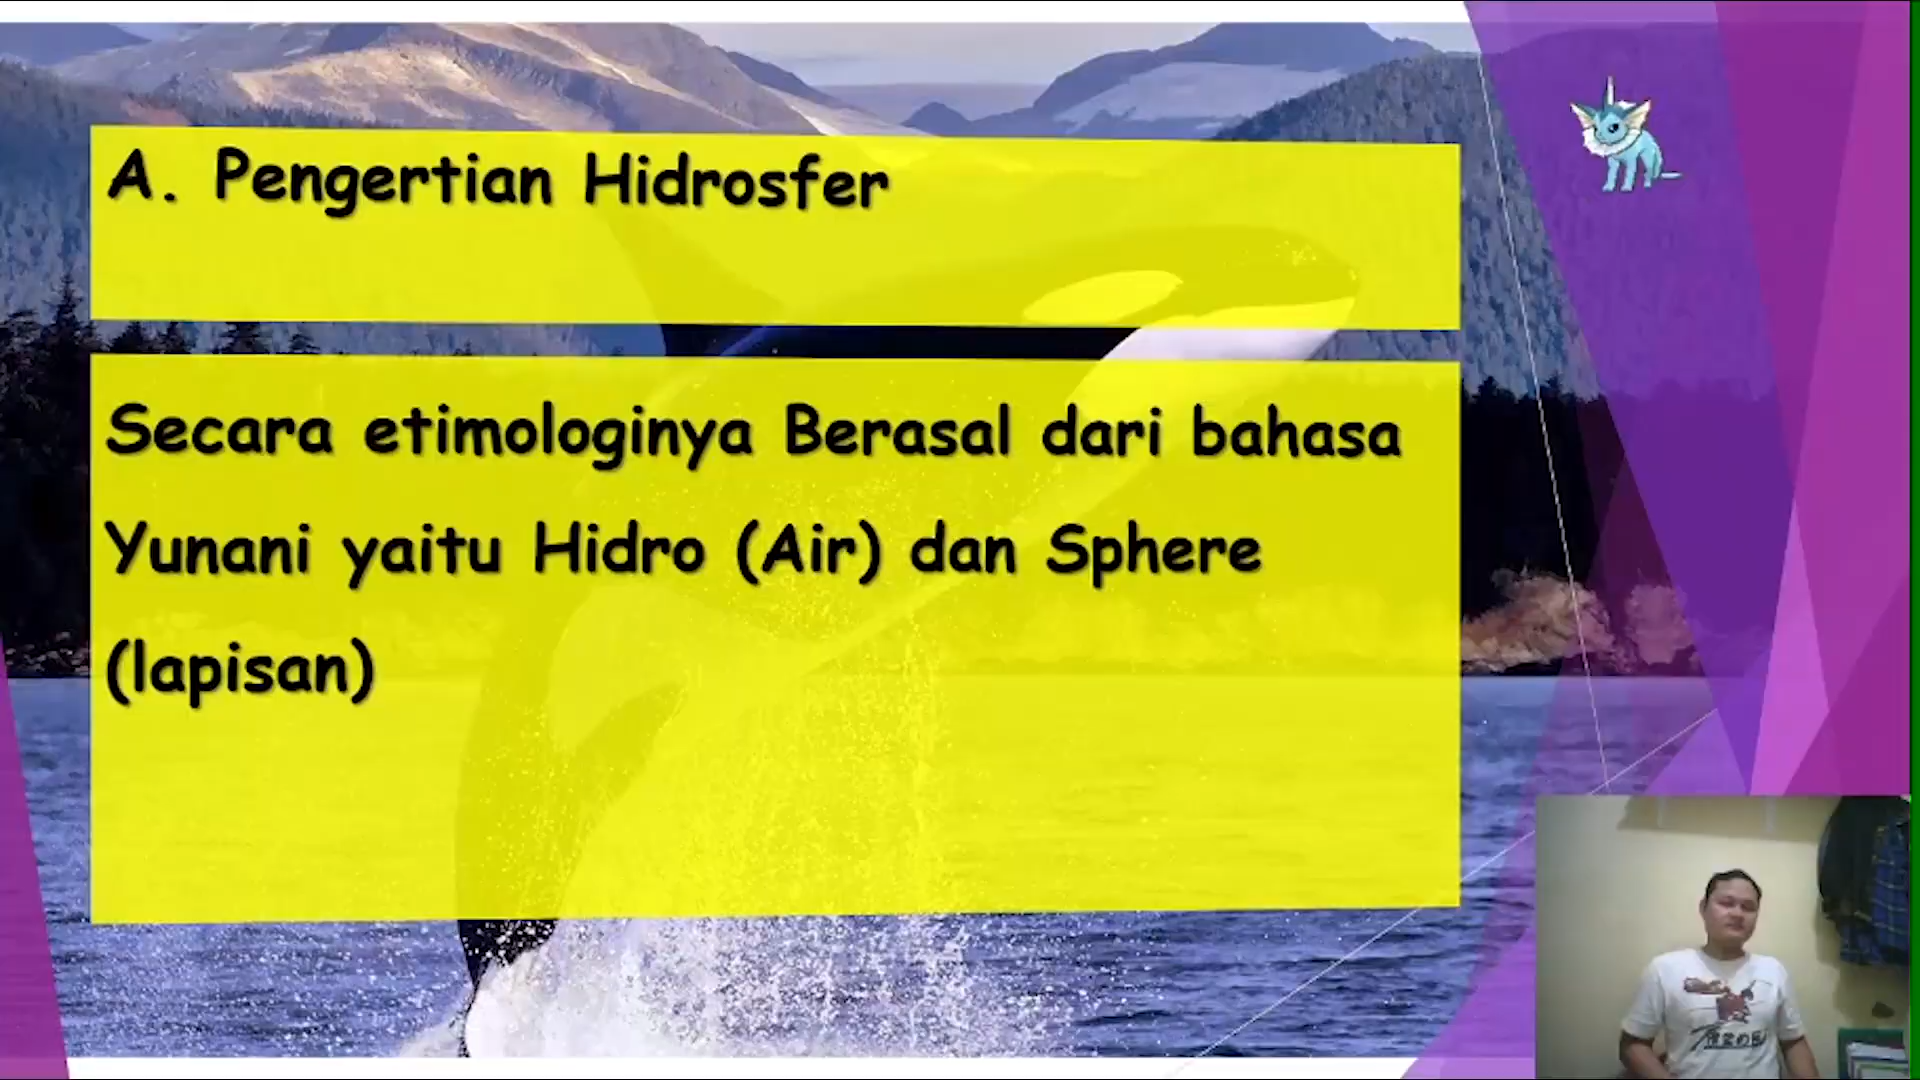 A. Pengertian Hidrosfer
Secara etimologinya Berasal dari bahasa
Yunani yaitu Hidro (Air) dan Sphere
(lapisan)